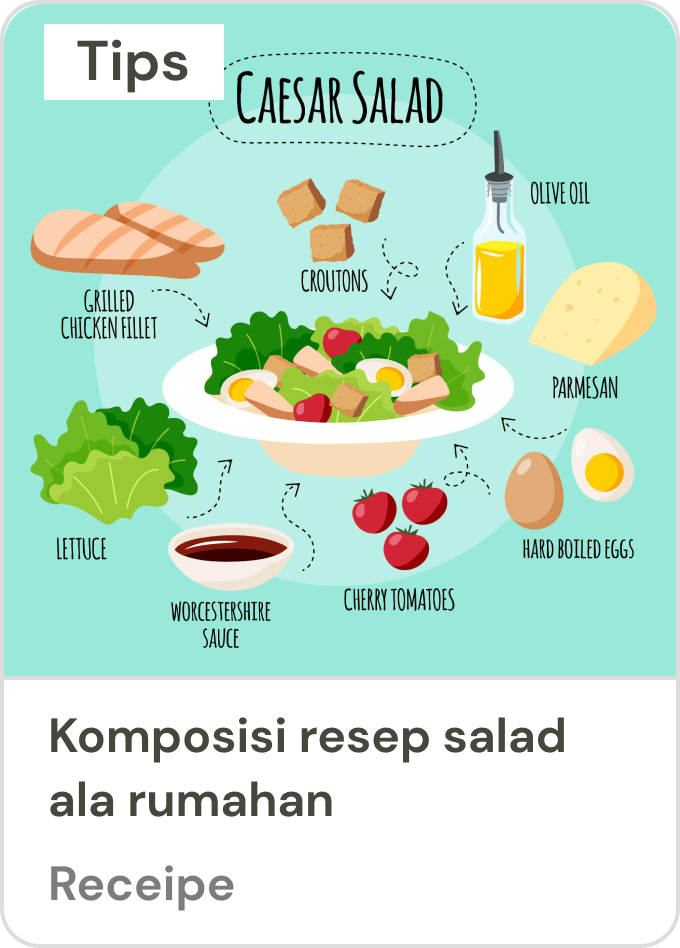 Tips
CAESAR SALAD
OLIVE OIL
CROUTONS
GRILLED
CHICKEN FILLET
PARMESAN
LETTUCE
HARD BOILED EGGS
CHERRY TOMATOES
WORCESTERSHIRE
SAUCE
Komposisi resep salad
ala rumahan
Receipe